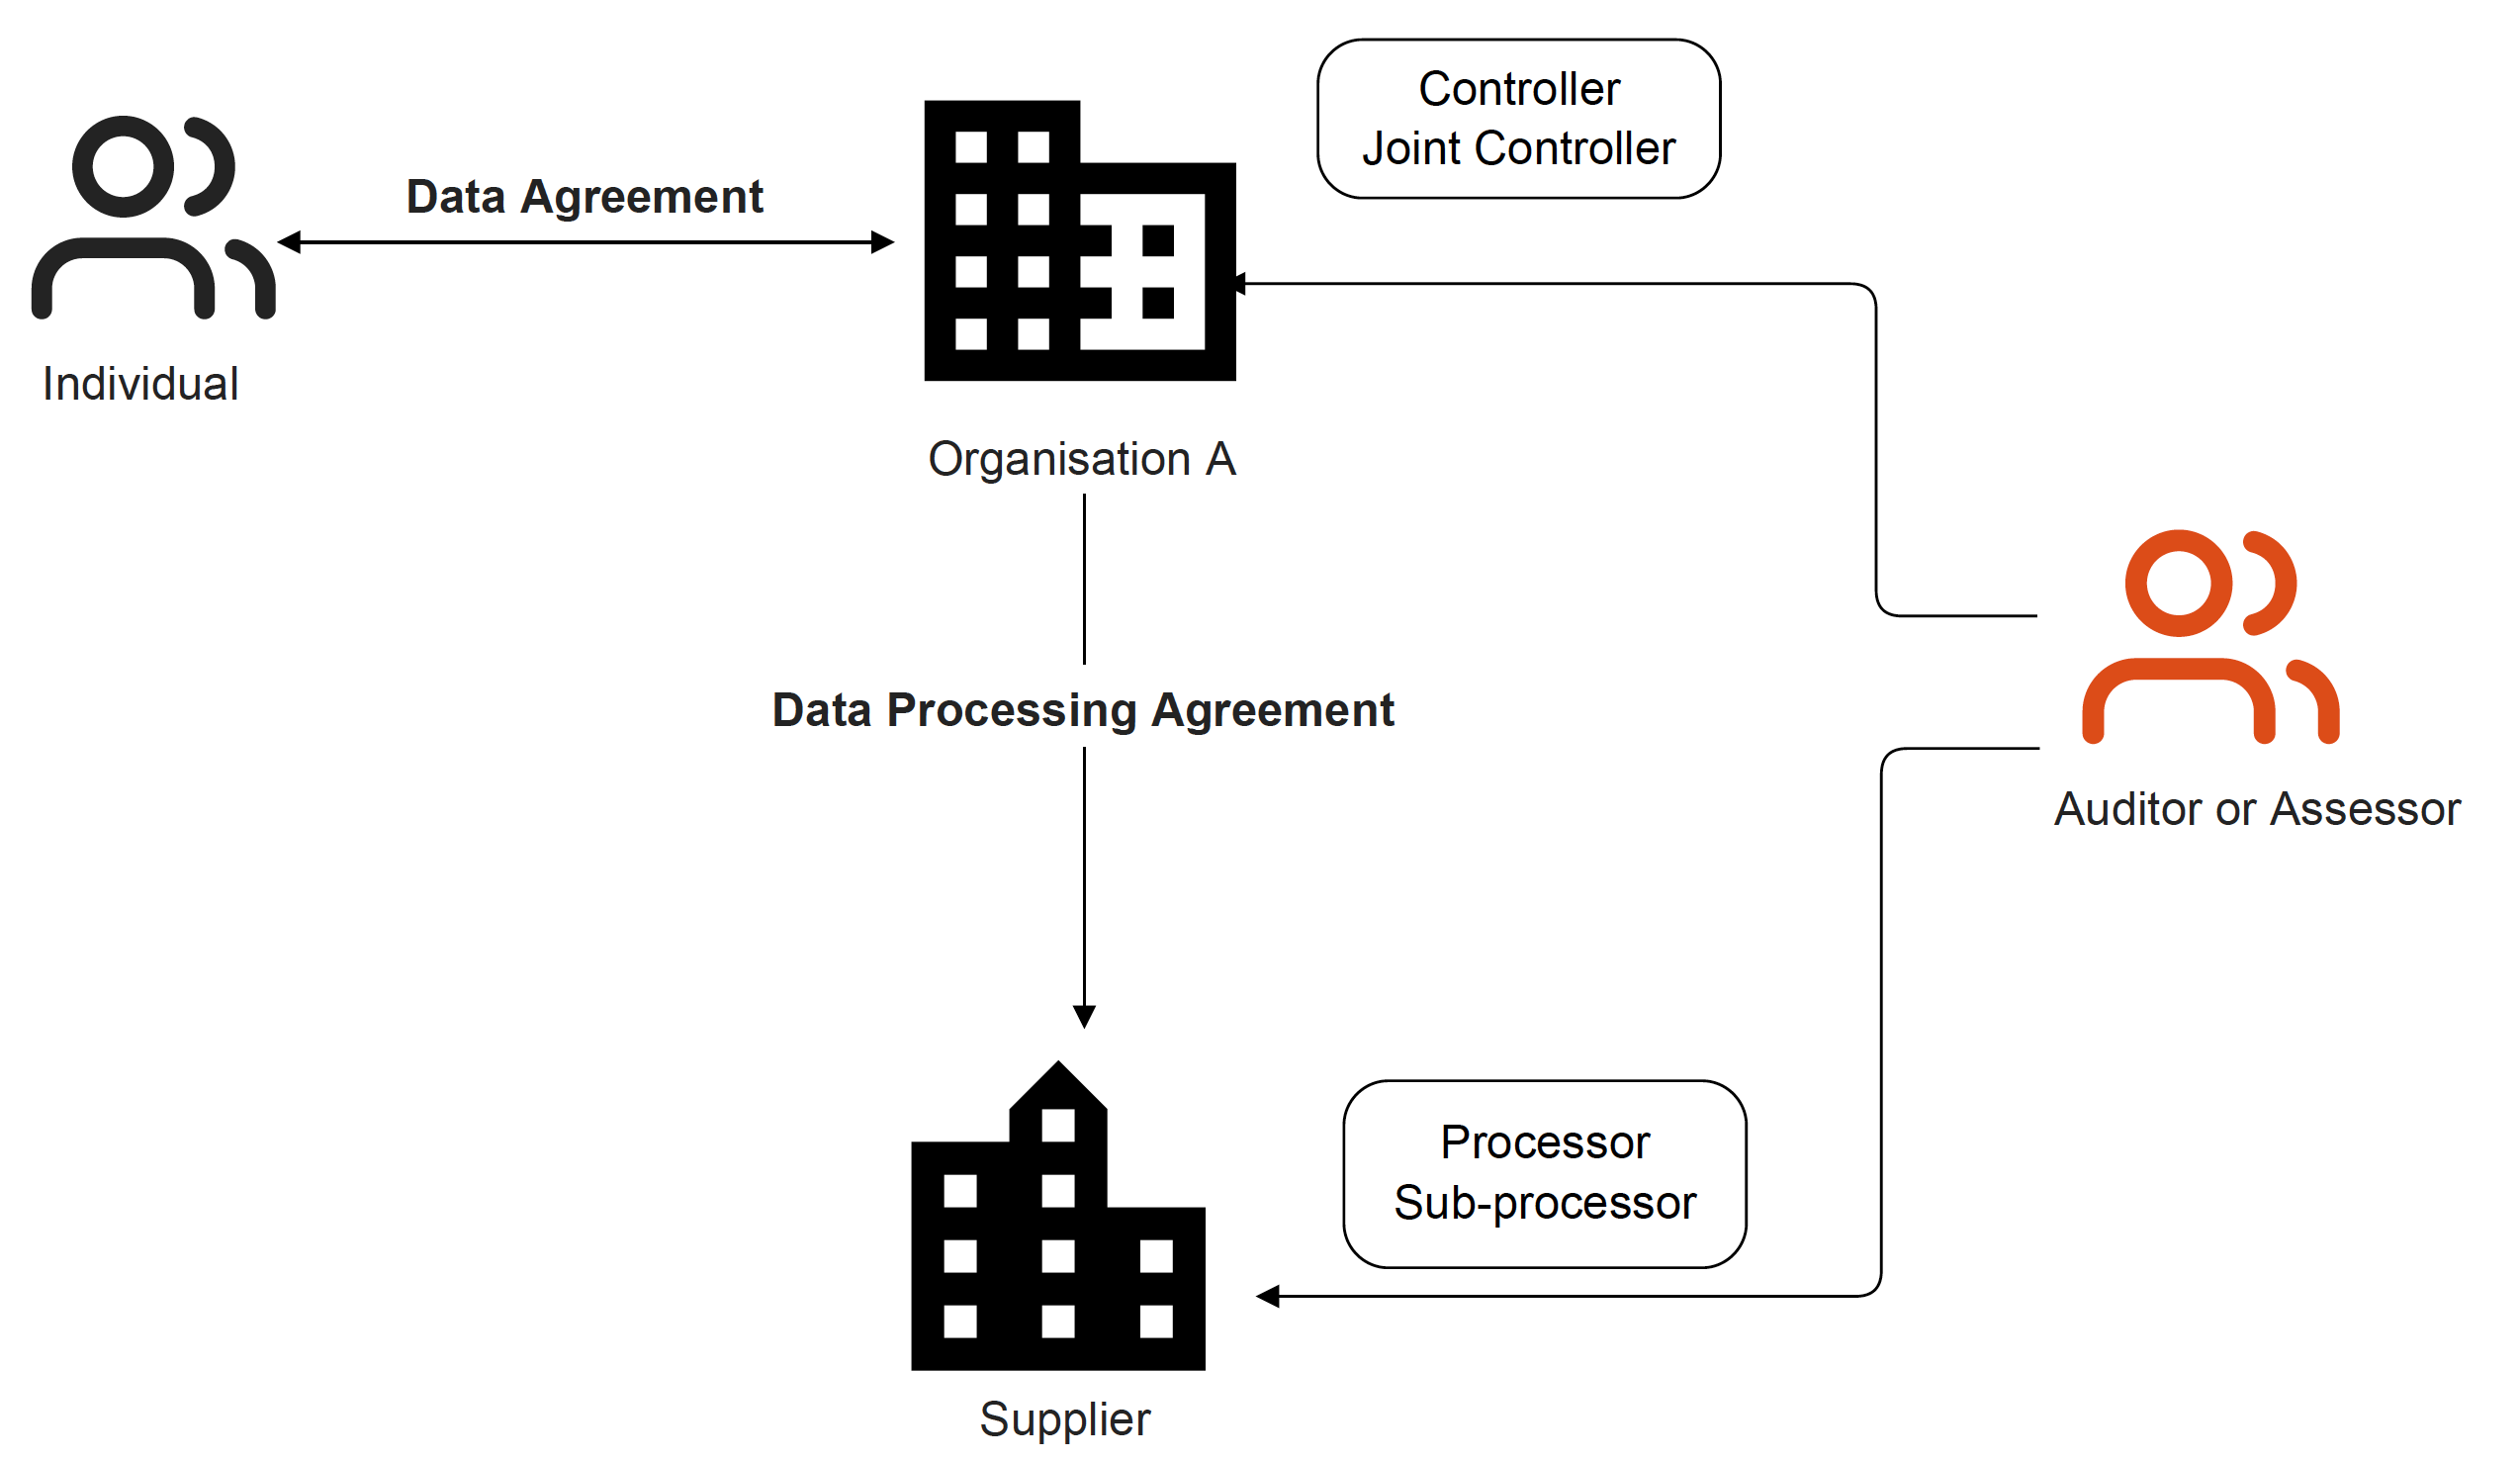 Controller
Joint Controller
Data Agreement
Individual
Organisation A
Data Processing Agreement
Auditor or Assessor
Processor
Sub-processor
Supplier